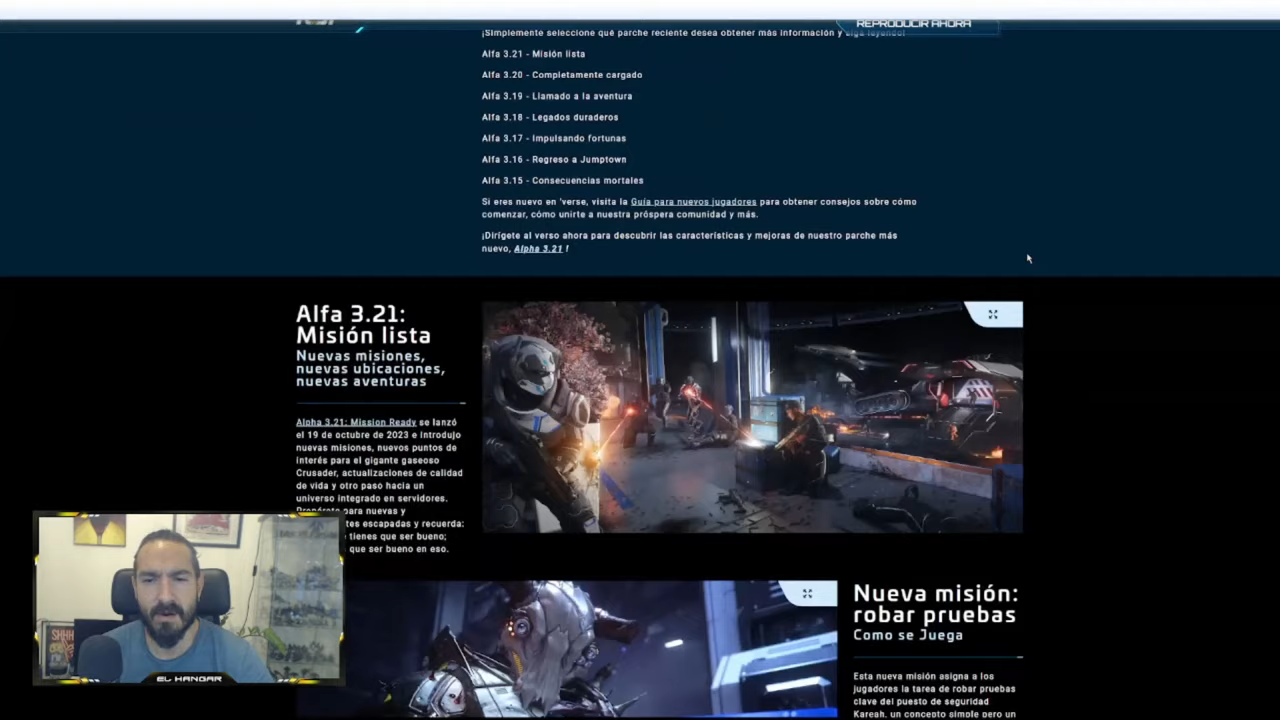 REPRODUCIR AHORA
¡Simplemente seleccione qué parche reciente desea obtener más información y siga leyendo!
Alfa 3.21 - Misión lista
Alfa 3.20 - Completamente cargado
Alfa 3.19 - Llamado a la aventura
Alfa 3.18 - Legados duraderos
Alfa 3.17 - Impulsando fortunas
Alfa 3.16 - Regreso a Jumptown
Alfa 3.15 - Consecuencias mortales
Si eres nuevo en 'verse, visita la Guía para nuevos jugadores para obtener consejos sobre cómo
comenzar, cómo unirte a nuestra próspera comunidad y más.
¡Dirígete al verso ahora para descubrir las características y mejoras de nuestro parche más
nuevo, Alpha 3.21 !
Alfa 3.21:
Misión lista
Nuevas misiones,
nuevas ubicaciones,
nuevas aventuras
Alpha 3.21: Mission Ready se lanzó
el 19 de octubre de 2023 e introdujo
nuevas misiones, nuevos puntos de
interés para el gigante gaseoso
Crusader, actualizaciones de calidad
de vida y otro paso hacia un
universo integrado en servidores.
Prepárate para nuevas y
tes escapadas y recuerda:
tienes que ser bueno;
que ser bueno en eso.
SHHH
EL HANGAR
Nueva misión:
robar pruebas
Como se Juega
Esta nueva misión asigna a los
jugadores la tarea de robar pruebas
clave del puesto de seguridad
Kareah, un concepto simple pero un